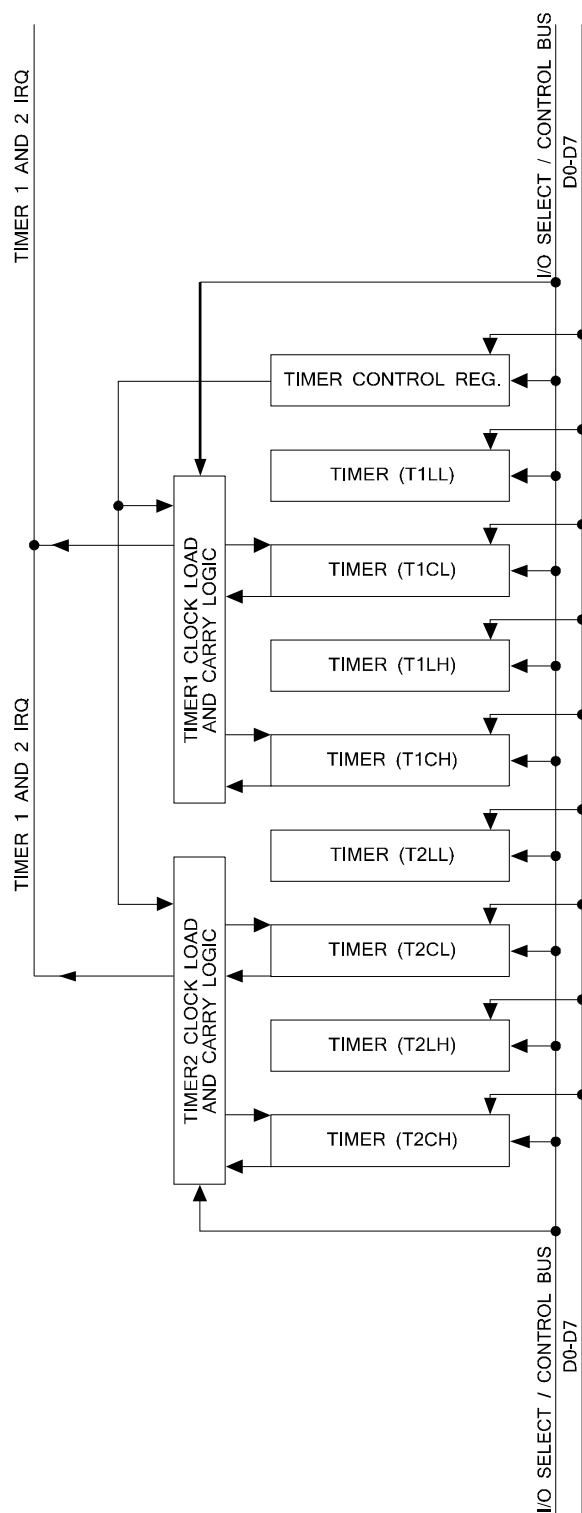 TIMER 1 AND 2 IRQ
I/O SELECT / CONTROL BUS
D0-D7
TIMER CONTROL REG.
TIMER (T1LL)
TIMER1 CLOCK LOAD
AND CARRY LOGIC
TIMER (T1CL)
TIMER (T1LH)
TIMER (T1CH)
TIMER 1 AND 2 IRQ
TIMER (T2LL)
TIMER2 CLOCK LOAD
AND CARRY LOGIC
TIMER (T2CL)
TIMER (T2LH)
TIMER (T2CH)
I/O SELECT / CONTROL BUS
D0-D7